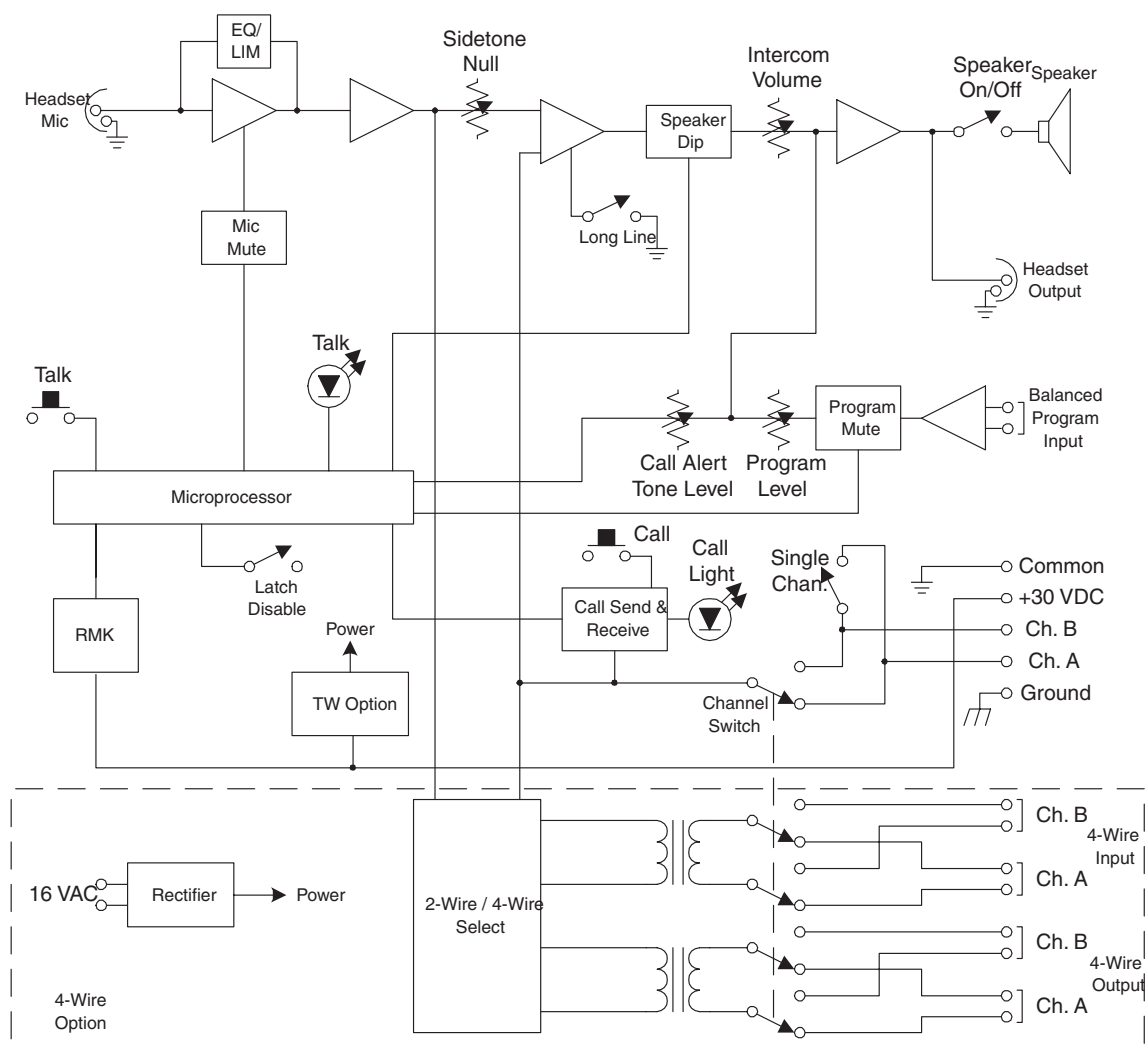 EQ/
LIM
Sidetone
Null
Intercom
Volume
Speaker
On/Off
Speaker
Headset
Mic
Speaker
Dip
Mic
Mute
Long Line
Headset
Output
Talk
Talk
Program
Mute
Balanced
Program
Input
Call Alert
Tone Level
Program
Level
Microprocessor
Call
Call
Light
Single
Chan.
Latch
Disable
Common
+30 VDC
Ch. B
Ch. A
Ground
RMK
Call Send &
Receive
Power
TW Option
Channel
Switch
16 VAC
Rectifier
Power
2-Wire / 4-Wire
Select
Ch. B
4-Wire
Input
Ch. A
Ch. B
4-Wire
Output
Ch. A
4-Wire
Option